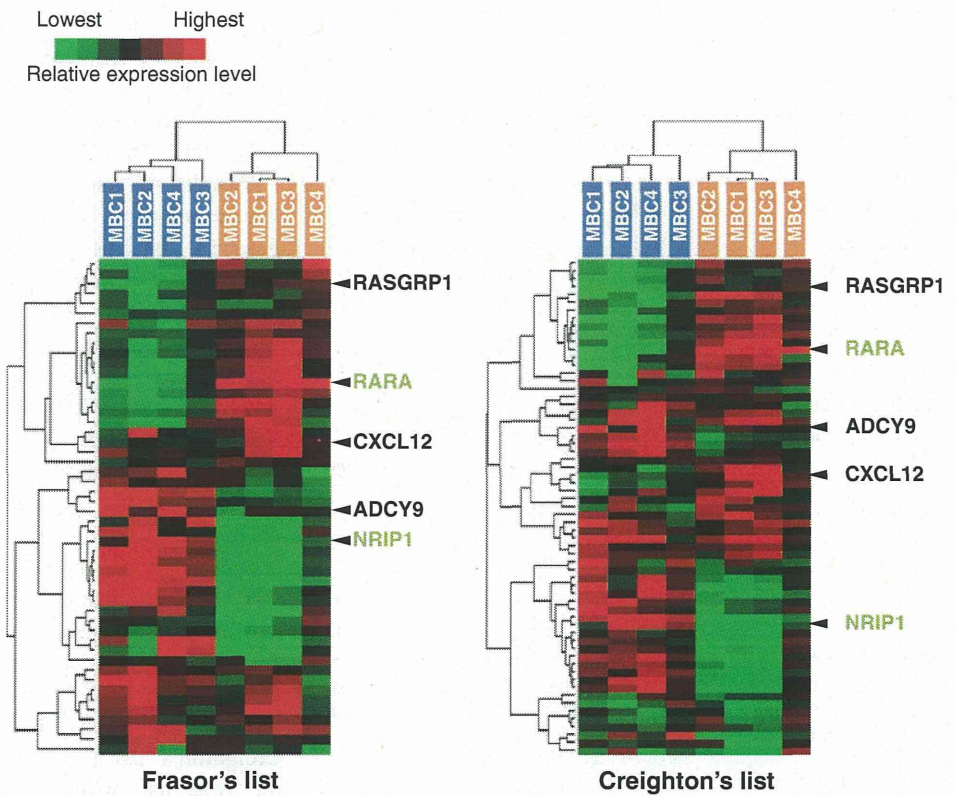 Lowest Highest
Relative expression level
MBC1 MBC2 MBC4 MBC3 MBC2 MBC1 MBC3 MBC4
RASGRP1
RARA
CXCL12
ADCY9
NRIP1
Frasor's list
MBC1 MBC2 MBC4 MBC3 MBC2 MBC1 MBC3 MBC4
RASGRP1
RARA
ADCY9
CXCL12
NRIP1
Creighton's list